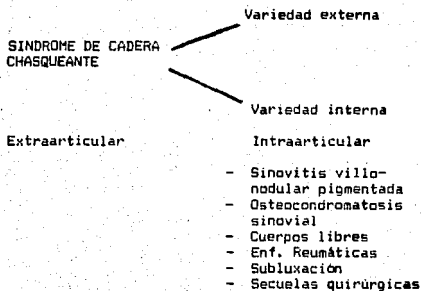 Variedad externa
SINDROME DE CADERA
CHASQUEANTE
Variedad interna
Extraarticular
Intraarticular
- Sinovitis villo-
nodular pigmentada
- Osteocondromatosis
sinovial
- Cuerpos libres
- Enf. Reumáticas
- Subluxación
- Secuelas quirúrgicas